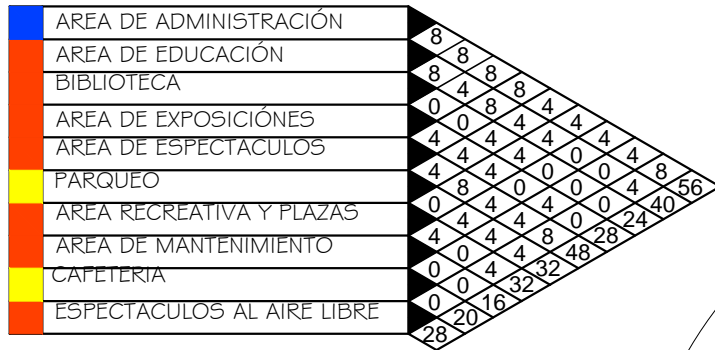 AREA DE ADMINISTRACIÓN
AREA DE EDUCACIÓN
BIBLIOTECA
AREA DE EXPOSICIÓNES
AREA DE ESPECTACULOS
PARQUEO
AREA RECREATIVA Y PLAZAS
AREA DE MANTENIMIENTO
CAFETERIA
ESPECTACULOS AL AIRE LIBRE
8
8
8 8
4 8
0 8 4
0 4 4
4 4 4 4
4 4 0 4
4 4 0 0 8
8 0 0 4 56
0 4 0 4 40
4 4 0 24
4 4 8 28
0 4 48
0 4 32
0 32
0 16
20
28